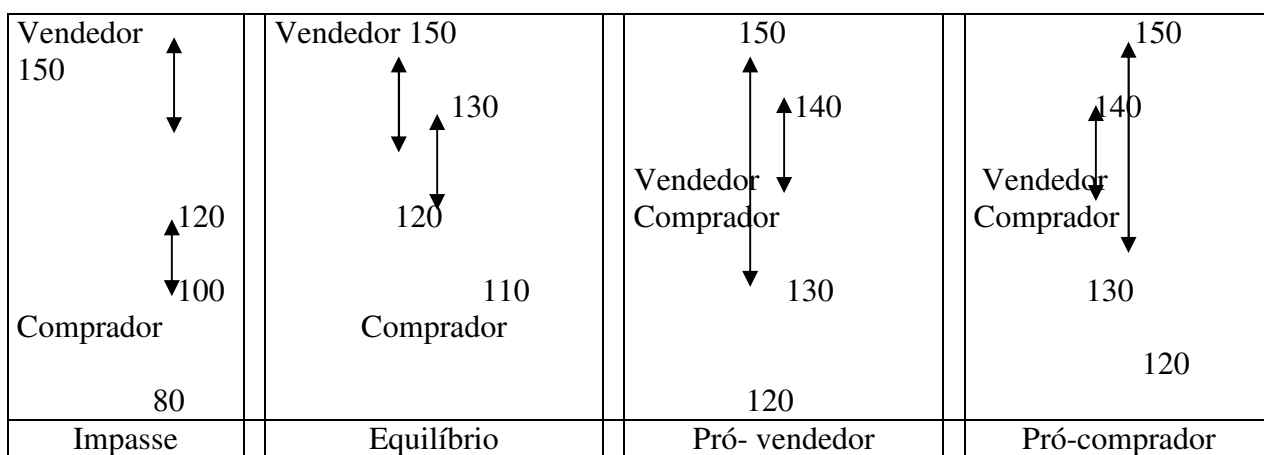 Vendedor
150
120
100
Comprador
80
Impasse
Vendedor 150
130
120
110
Comprador
Equilíbrio
150
140
Vendedor
Comprador
130
120
Pró- vendedor
150
140
Vendedor
Comprador
130
120
Pró-comprador